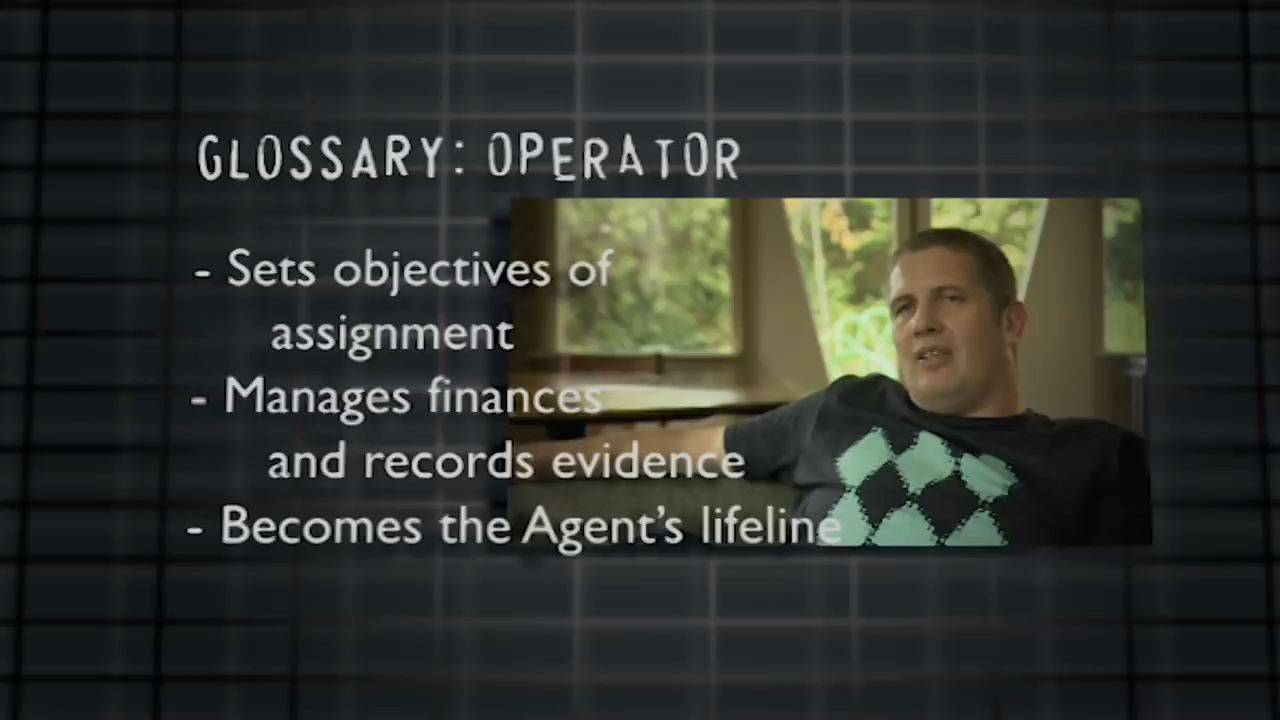 GLOSSARY: OPERATOR
- Sets objectives of
assignment
- Manages finances
and records evidence
- Becomes the Agent's lifeline